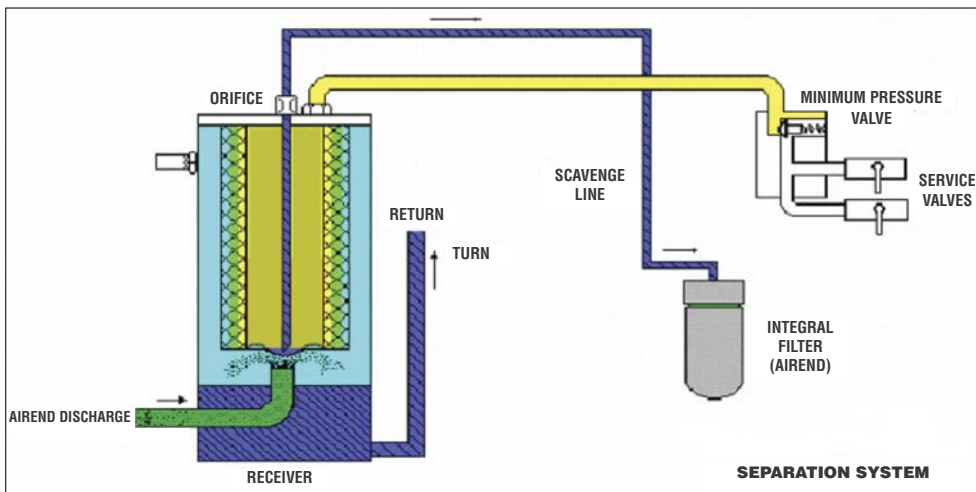 ORIFICE
MINIMUM PRESSURE
VALVE
SCAVENGE
LINE
SERVICE
VALVES
RETURN
TURN
INTEGRAL
FILTER
(AIREND)
AIREND DISCHARGE
RECEIVER
SEPARATION SYSTEM